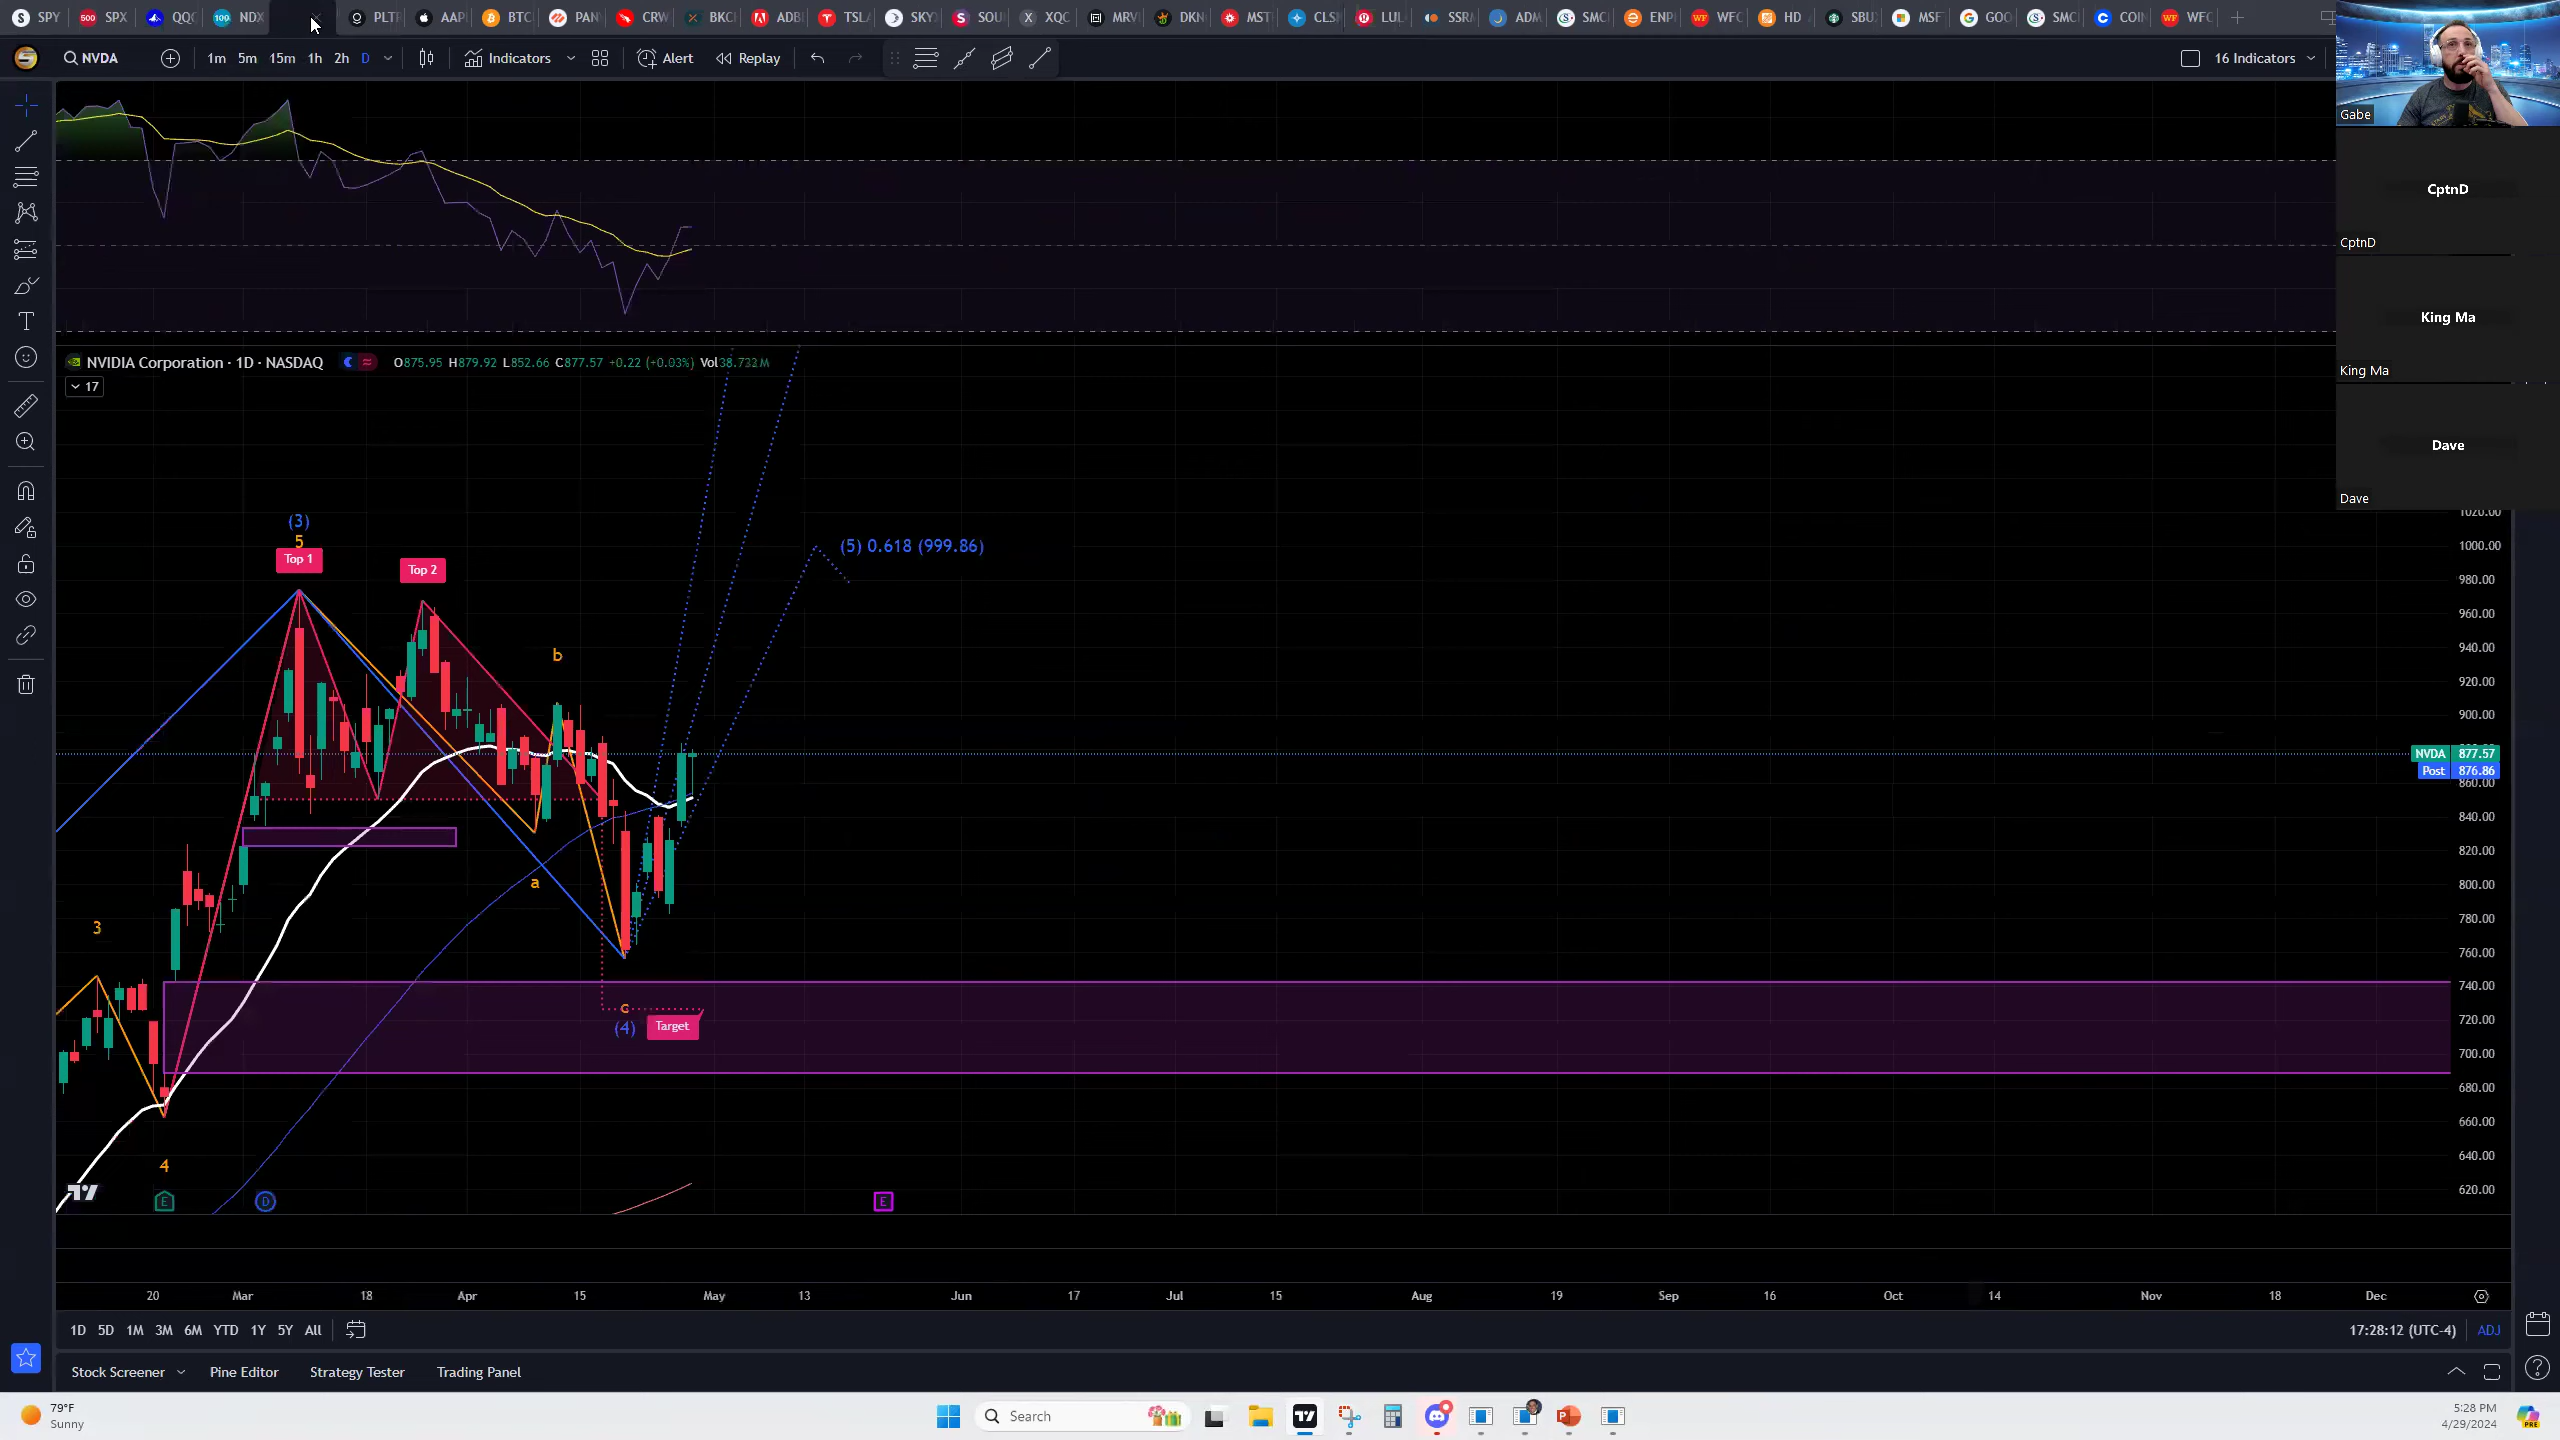 SPY SPX QQQ NDX PLT AAP BTC PAN CRW BKC ADB TSL SKY SOU XQC MRV DKN MST CLS LUL SSR ADM SMC ENP WFC HD SBU MSF GOO SMC COI WFC
NVDA 1m 5m 15m 1h 2h D Indicators Alert Replay 16 Indicators
Gabe
CptnD
CptnD
King Ma
King Ma
Dave
Dave
NVIDIA Corporation · 1D · NASDAQ O875.95 H879.92 L852.66 C877.57 +0.22 (+0.03%) Vol38.732M
17
1020.00
1000.00
980.00
960.00
940.00
920.00
900.00
NVDA 877.57
Post 876.86
860.00
840.00
820.00
800.00
780.00
760.00
740.00
720.00
700.00
680.00
660.00
640.00
620.00
(3)
5
Top 1
Top 2
(5) 0.618 (999.86)
b
a
3
c
(4) Target
4
E D E
20 Mar 18 Apr 15 May 13 Jun 17 Jul 15 Aug 19 Sep 16 Oct 14 Nov 18 Dec
1D 5D 1M 3M 6M YTD 1Y 5Y All 17:28:12 (UTC-4) ADJ
Stock Screener Pine Editor Strategy Tester Trading Panel
79°F
Sunny
Search
5:28 PM
4/29/2024
PRE